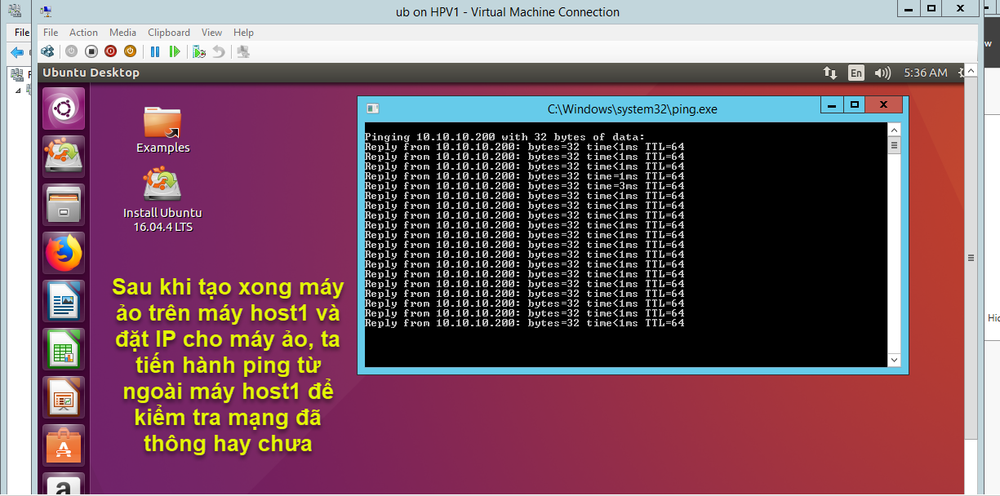 ub on HPV1 - Virtual Machine Connection
File
File Action Media Clipboard View Help
Ubuntu Desktop
En
5:36 AM
Examples
Install Ubuntu
16.04.4 LTS
C:\Windows\system32\ping.exe
Pinging 10.10.10.200 with 32 bytes of data:
Reply from 10.10.10.200: bytes=32 time<1ms TTL=64
Reply from 10.10.10.200: bytes=32 time<1ms TTL=64
Reply from 10.10.10.200: bytes=32 time<1ms TTL=64
Reply from 10.10.10.200: bytes=32 time=1ms TTL=64
Reply from 10.10.10.200: bytes=32 time=3ms TTL=64
Reply from 10.10.10.200: bytes=32 time<1ms TTL=64
Reply from 10.10.10.200: bytes=32 time<1ms TTL=64
Reply from 10.10.10.200: bytes=32 time<1ms TTL=64
Reply from 10.10.10.200: bytes=32 time<1ms TTL=64
Reply from 10.10.10.200: bytes=32 time<1ms TTL=64
Reply from 10.10.10.200: bytes=32 time<1ms TTL=64
Reply from 10.10.10.200: bytes=32 time<1ms TTL=64
Reply from 10.10.10.200: bytes=32 time<1ms TTL=64
Reply from 10.10.10.200: bytes=32 time<1ms TTL=64
Reply from 10.10.10.200: bytes=32 time<1ms TTL=64
Reply from 10.10.10.200: bytes=32 time<1ms TTL=64
Reply from 10.10.10.200: bytes=32 time<1ms TTL=64
Reply from 10.10.10.200: bytes=32 time<1ms TTL=64
Reply from 10.10.10.200: bytes=32 time<1ms TTL=64
Sau khi tạo xong máy
ảo trên máy host1 và
đặt IP cho máy ảo, ta
tiến hành ping từ
ngoài máy host1 để
kiểm tra mạng đã
thông hay chưa